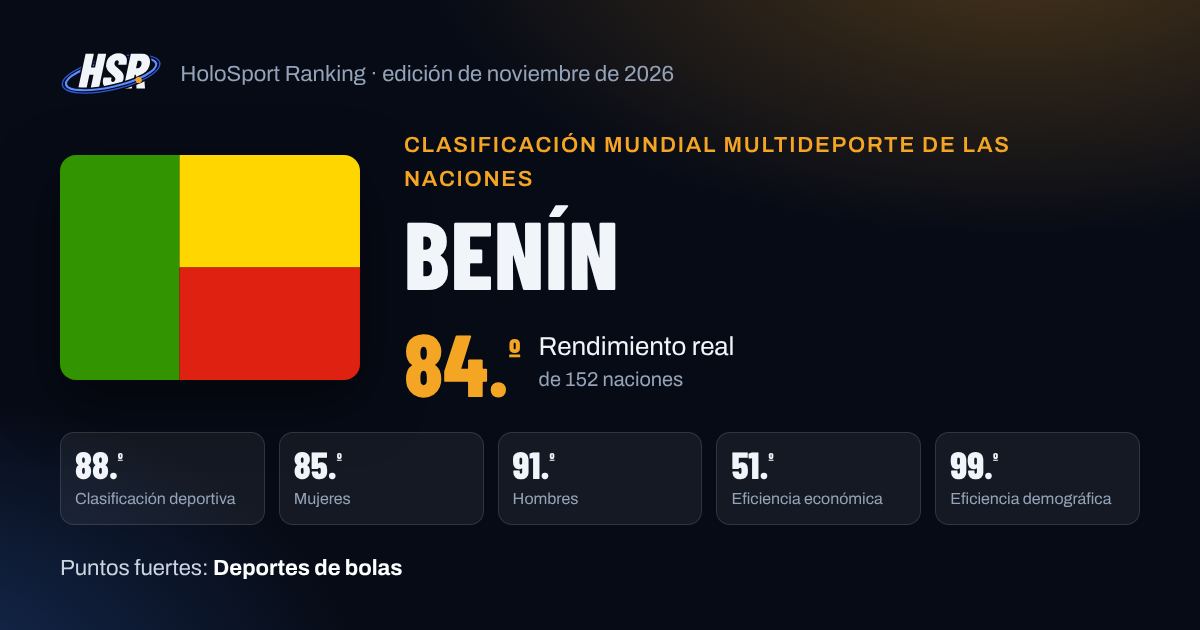 HSR
HoloSport Ranking · edición de noviembre de 2026
CLASIFICACIÓN MUNDIAL MULTIDEPORTE DE LAS
NACIONES
BENÍN
84.º
Rendimiento real
de 152 naciones
88.º
Clasificación deportiva
85.º
Mujeres
91.º
Hombres
51.º
Eficiencia económica
99.º
Eficiencia demográfica
Puntos fuertes: Deportes de bolas